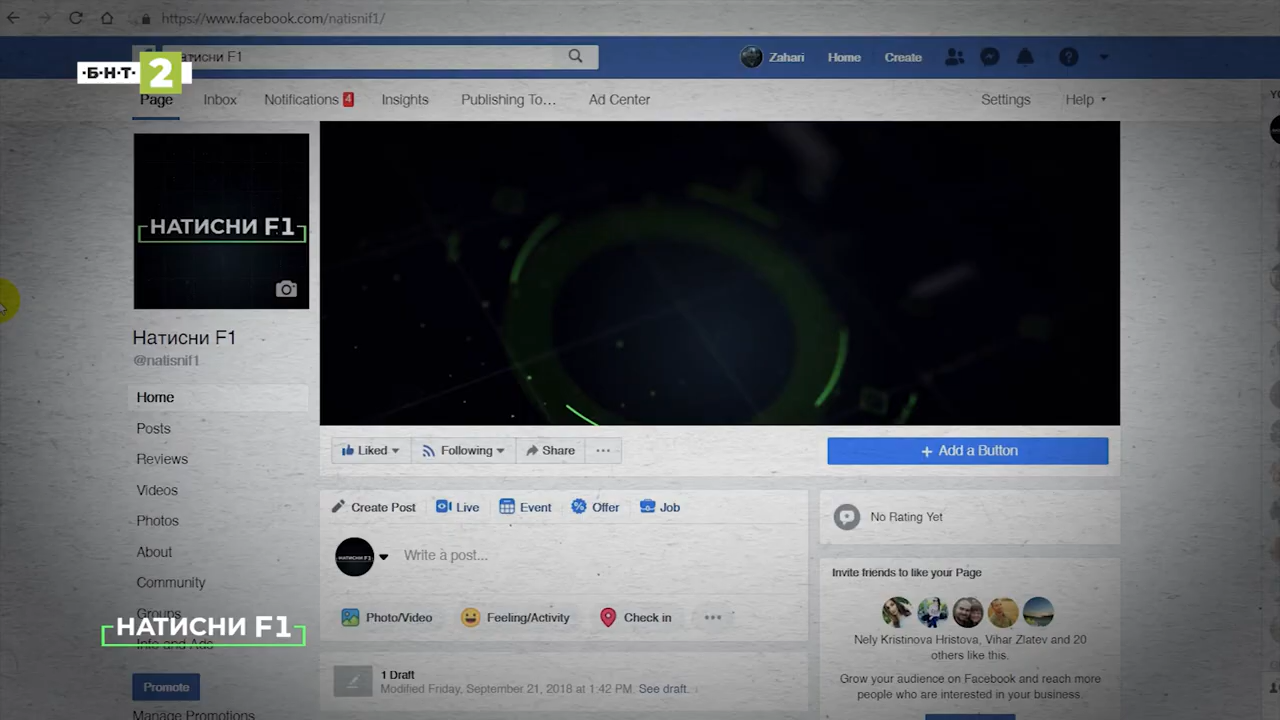 https://www.facebook.com/natisnif1/
Натисни F1
Zahari
Home
Create
·Б·Н·Т· 2
Page
Inbox
Notifications 4
Insights
Publishing To...
Ad Center
Settings
Help
НАТИСНИ F1
Натисни F1
@natisnif1
Home
Posts
Reviews
Videos
Photos
About
Community
Groups
НАТИСНИ F1
Info and Ads
Promote
Manage Promotions
Liked
Following
Share
+ Add a Button
Create Post
Live
Event
Offer
Job
НАТИСНИ F1
Write a post...
Photo/Video
Feeling/Activity
Check in
1 Draft
Modified Friday, September 21, 2018 at 1:42 PM. See draft.
No Rating Yet
Invite friends to like your Page
Nely Kristinova Hristova, Vihar Zlatev and 20
others like this.
Grow your audience on Facebook and reach more
people who are interested in your business.